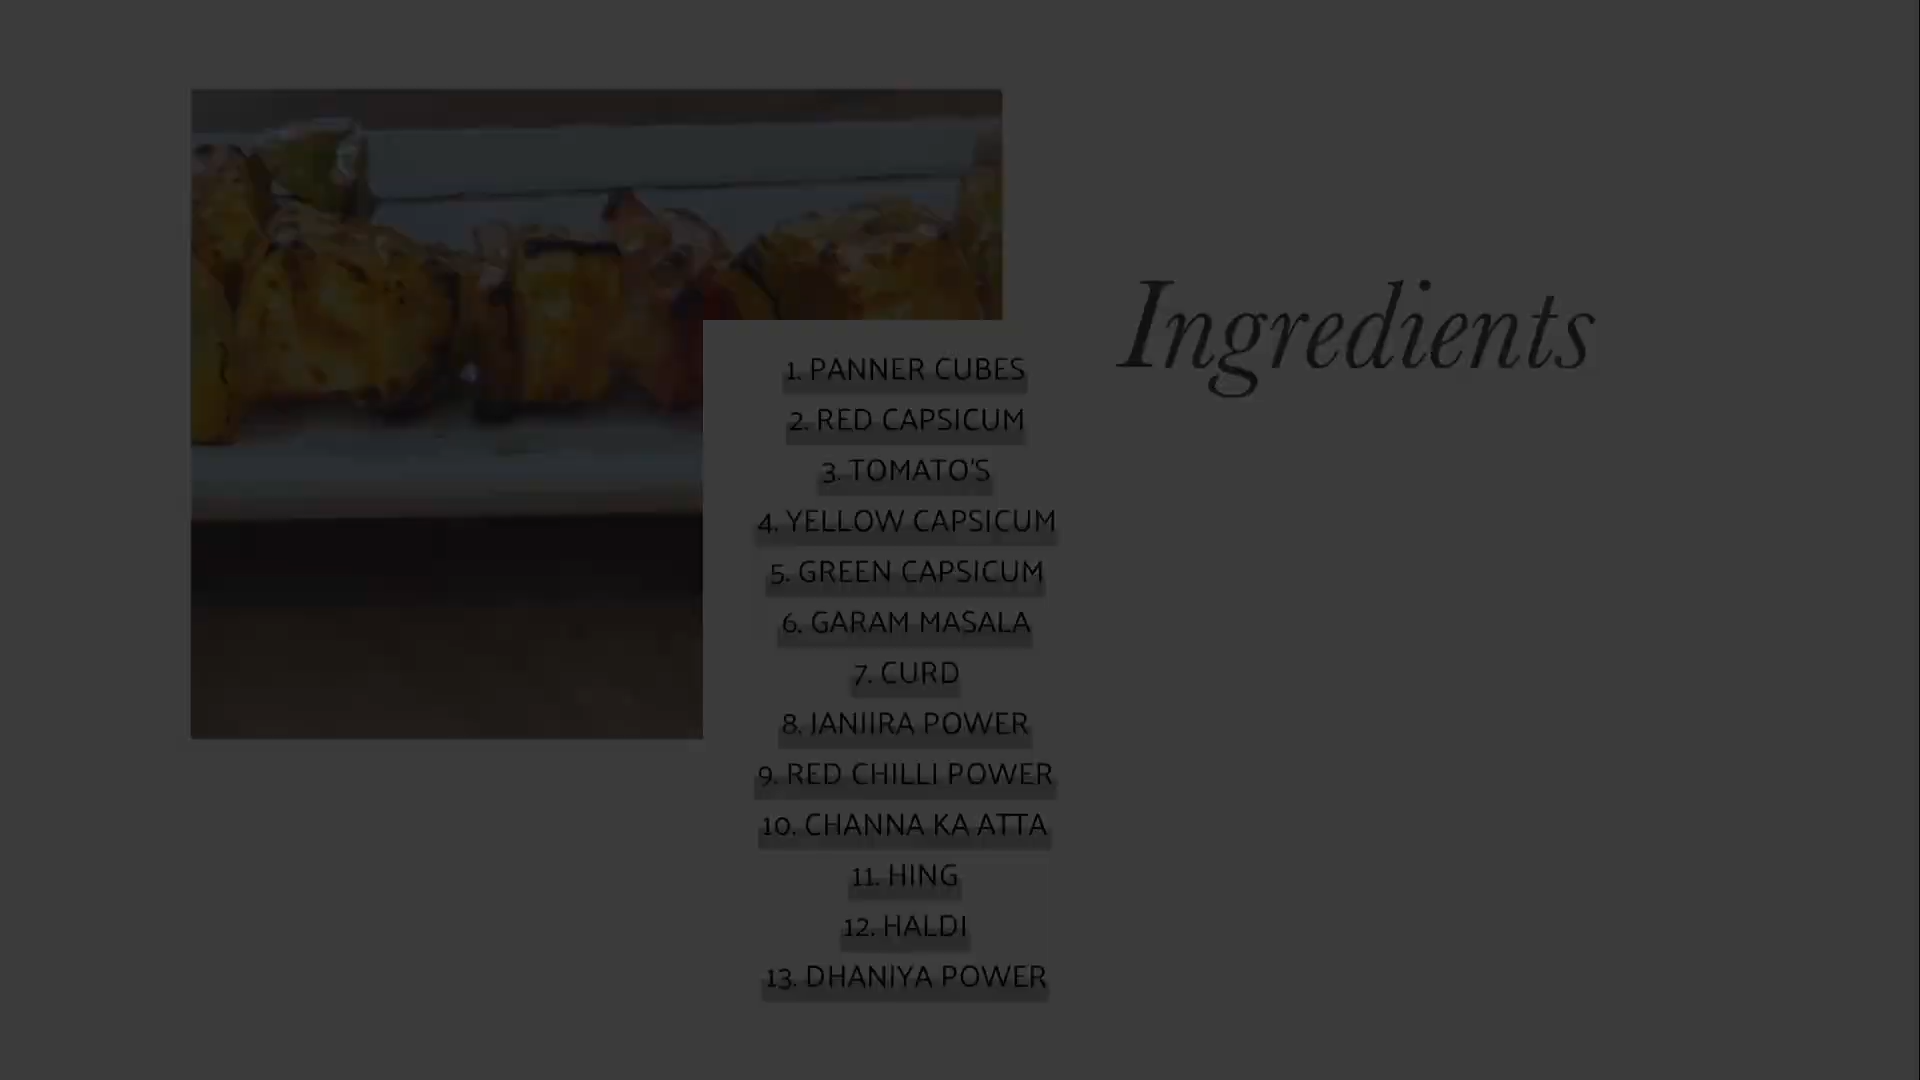 Ingredients
1. PANNER CUBES
2. RED CAPSICUM
3. TOMATO'S
4. YELLOW CAPSICUM
5. GREEN CAPSICUM
6. GARAM MASALA
7. CURD
8. JANIIRA POWER
9. RED CHILLI POWER
10. CHANNA KA ATTA
11. HING
12. HALDI
13. DHANIYA POWER